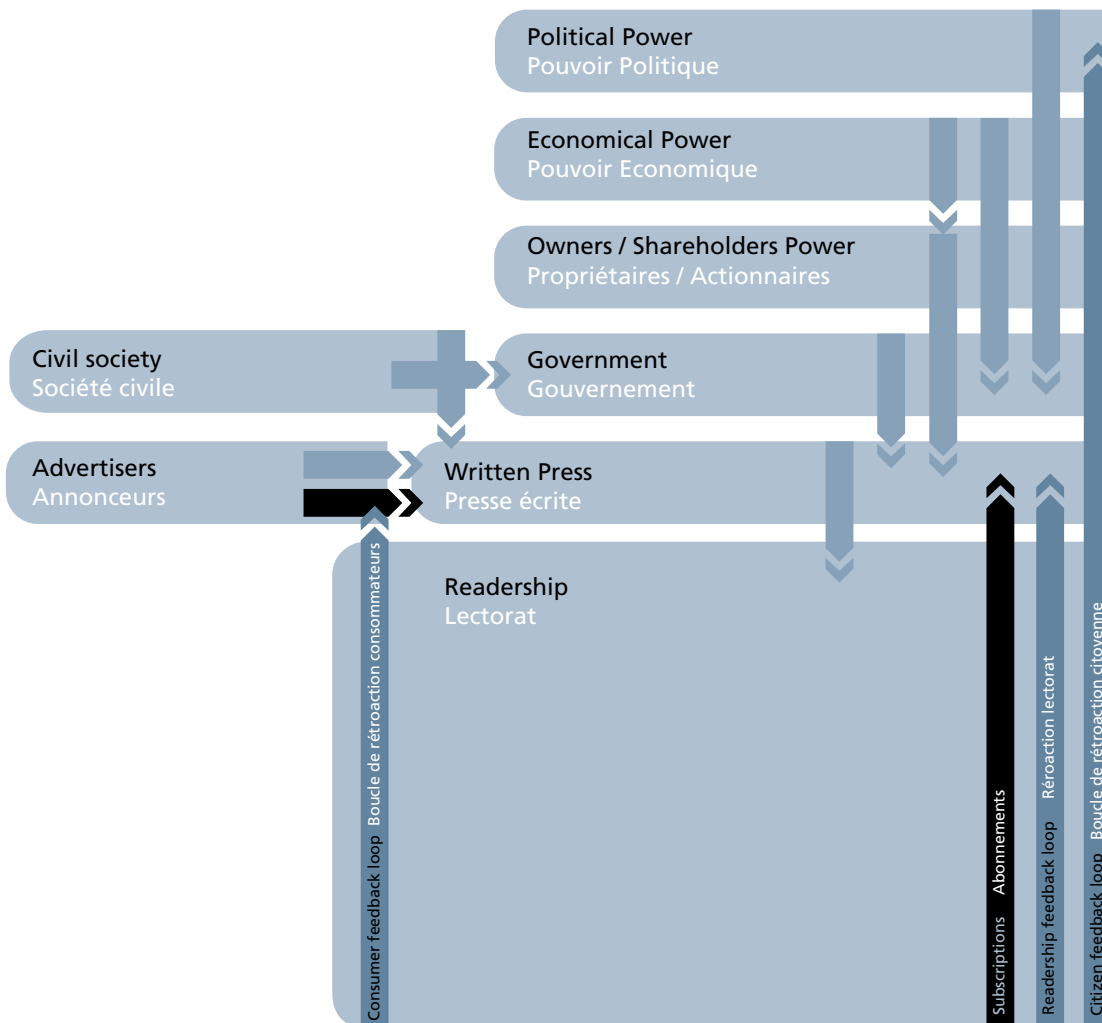 Political Power
Pouvoir Politique
Economical Power
Pouvoir Economique
Owners / Shareholders Power
Propriétaires / Actionnaires
Civil society
Société civile
Government
Gouvernement
Advertisers
Annonceurs
Written Press
Presse écrite
Readership
Lectorat
Consumer feedback loop Boucle de rétroaction consommateurs
Subscriptions Abonnements
Readership feedback loop Réroaction lectorat
Citizen feedback loop Boucle de rétroaction citoyenne